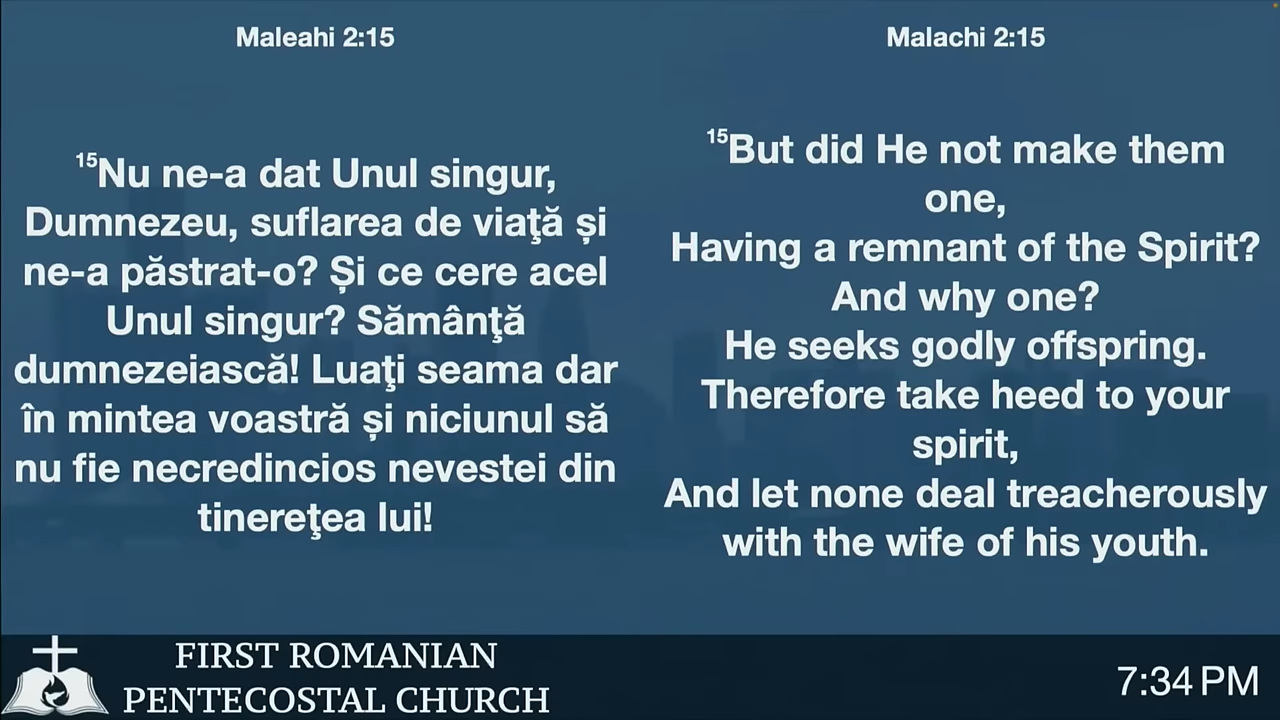 Maleahi 2:15
15Nu ne-a dat Unul singur,
Dumnezeu, suflarea de viaţă și
ne-a păstrat-o? Și ce cere acel
Unul singur? Sămânţă
dumnezeiască! Luaţi seama dar
în mintea voastră și niciunul să
nu fie necredincios nevestei din
tinereţea lui!
Malachi 2:15
15But did He not make them
one,
Having a remnant of the Spirit?
And why one?
He seeks godly offspring.
Therefore take heed to your
spirit,
And let none deal treacherously
with the wife of his youth.
FIRST ROMANIAN
PENTECOSTAL CHURCH
7:34 PM